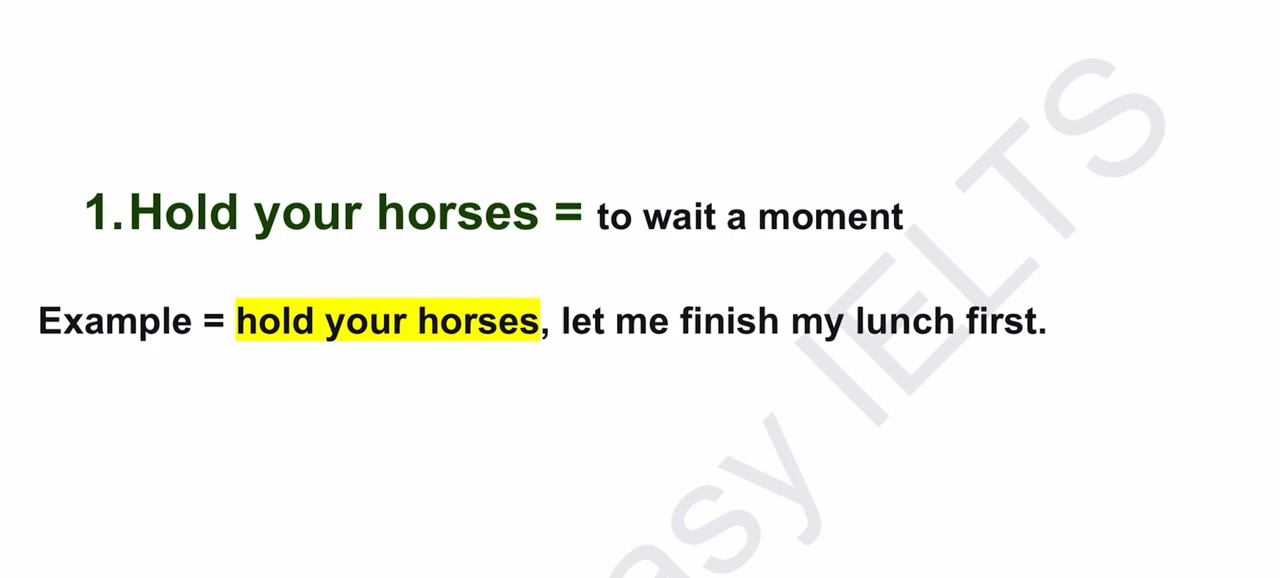 1.Hold your horses = to wait a moment
Example = hold your horses, let me finish my lunch first.
asy IELTS